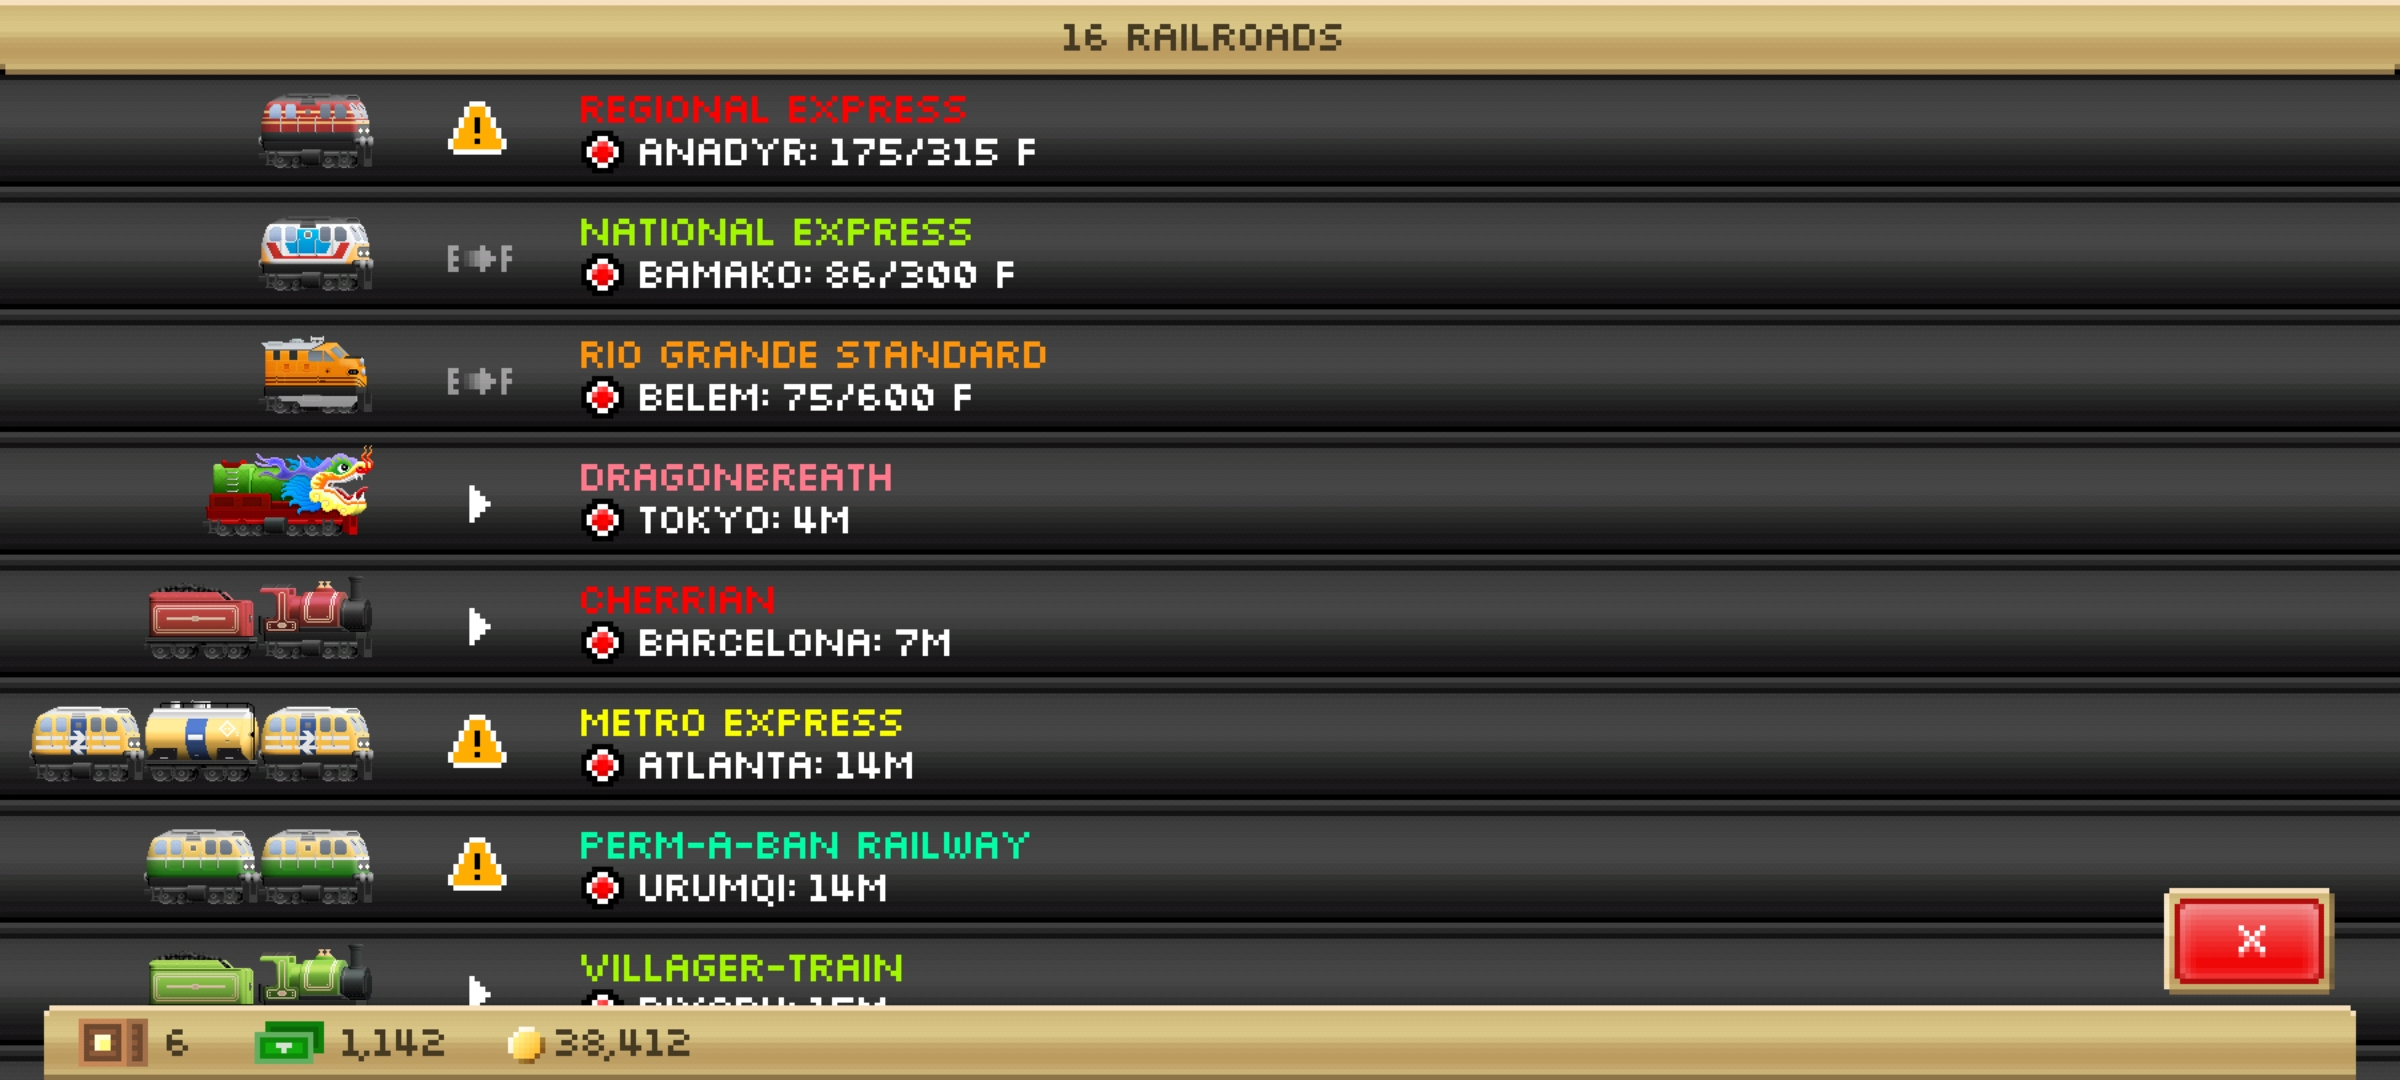 16 RAILROADS
REGIONAL EXPRESS
ANADYR: 175/315 F
E F
NATIONAL EXPRESS
BAMAKO: 86/300 F
E F
RIO GRANDE STANDARD
BELEM: 75/600 F
DRAGONBREATH
TOKYO: 4M
CHERRIAN
BARCELONA: 7M
METRO EXPRESS
ATLANTA: 14M
PERM-A-BAN RAILWAY
URUMQI: 14M
VILLAGER-TRAIN
X
6 1,142 38,412